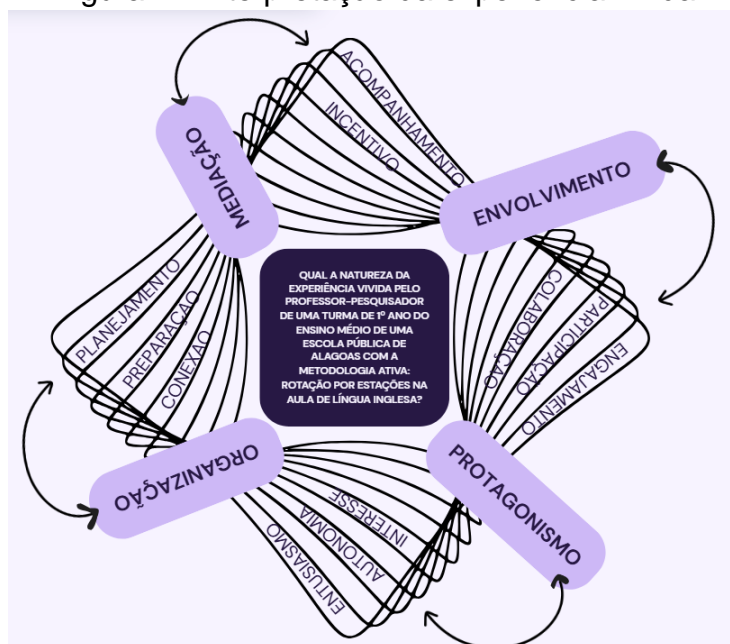 MEDIAÇÃO
ACOMPANHAMENTO
INCENTIVO
ENVOLVIMENTO
COLABORAÇÃO
PARTICIPAÇÃO
ENGAJAMENTO
PLANEJAMENTO
PREPARAÇÃO
CONEXAO
QUAL A NATUREZA DA
EXPERIÊNCIA VIVIDA PELO
PROFESSOR-PESQUISADOR
DE UMA TURMA DE 1º ANO DO
ENSINO MÉDIO DE UMA
ESCOLA PÚBLICA DE
ALAGOAS COM A
METODOLOGIA ATIVA:
ROTAÇÃO POR ESTAÇÕES NA
AULA DE LÍNGUA INGLESA?
ORGANIZAÇÃO
PROTAGONISMO
INTERESSE
AUTONOMIA
ENTUSIASMO